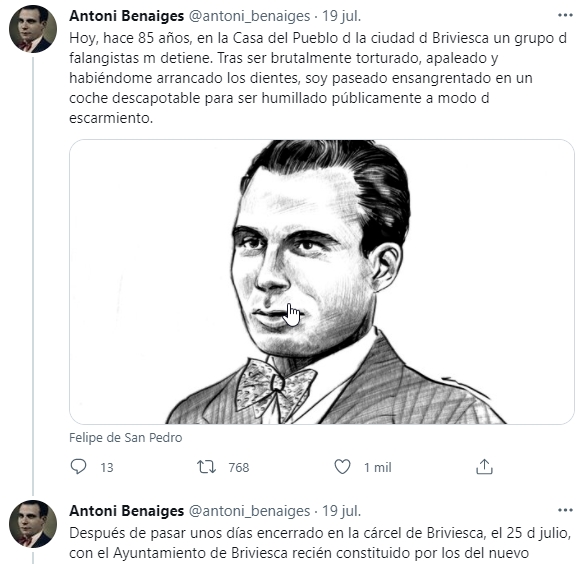 Antoni Benaiges @antoni_benaiges · 19 jul.
Hoy, hace 85 años, en la Casa del Pueblo d la ciudad d Briviesca un grupo d
falangistas m detiene. Tras ser brutalmente torturado, apaleado y
habiéndome arrancado los dientes, soy paseado ensangrentado en un
coche descapotable para ser humillado públicamente a modo d
escarmiento.
Felipe de San Pedro
13 768 1 mil
Antoni Benaiges @antoni_benaiges · 19 jul.
Después de pasar unos días encerrado en la cárcel de Briviesca, el 25 d julio,
con el Ayuntamiento de Briviesca recién constituido por los del nuevo